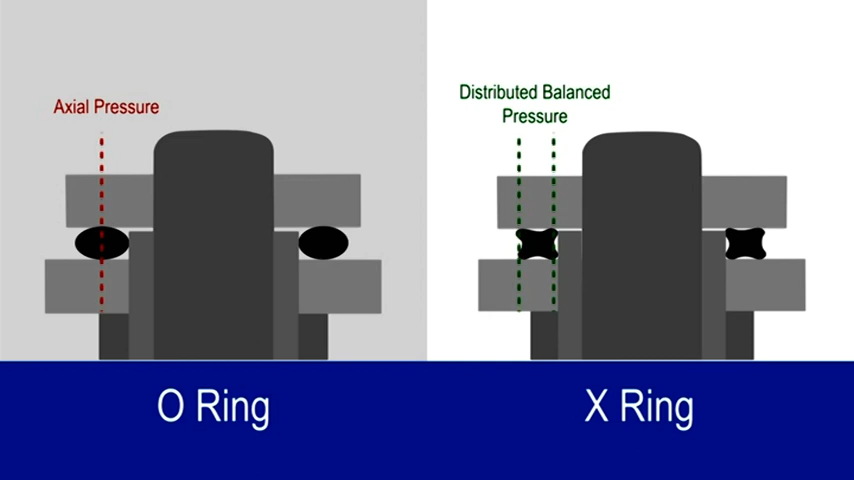 Axial Pressure
Distributed Balanced
Pressure
O Ring
X Ring